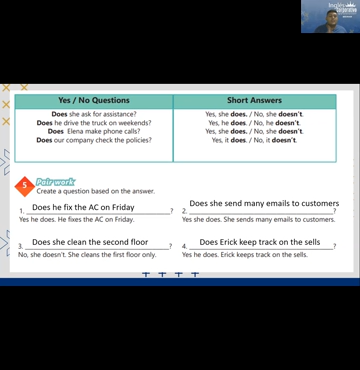 Inglés
Corporativo
Yes / No Questions
Short Answers
Does she ask for assistance?
Yes, she does. / No, she doesn't.
Does he drive the truck on weekends?
Yes, he does. / No, he doesn't.
Does Elena make phone calls?
Yes, she does. / No, she doesn't.
Does our company check the policies?
Yes, it does. / No, it doesn't.
5 Pair work
Create a question based on the answer.
1. Does he fix the AC on Friday ?
Yes he does. He fixes the AC on Friday.
2. Does she send many emails to customers ?
Yes she does. She sends many emails to customers.
3. Does she clean the second floor ?
No, she doesn't. She cleans the first floor only.
4. Does Erick keep track on the sells ?
Yes he does. Erick keeps track on the sells.